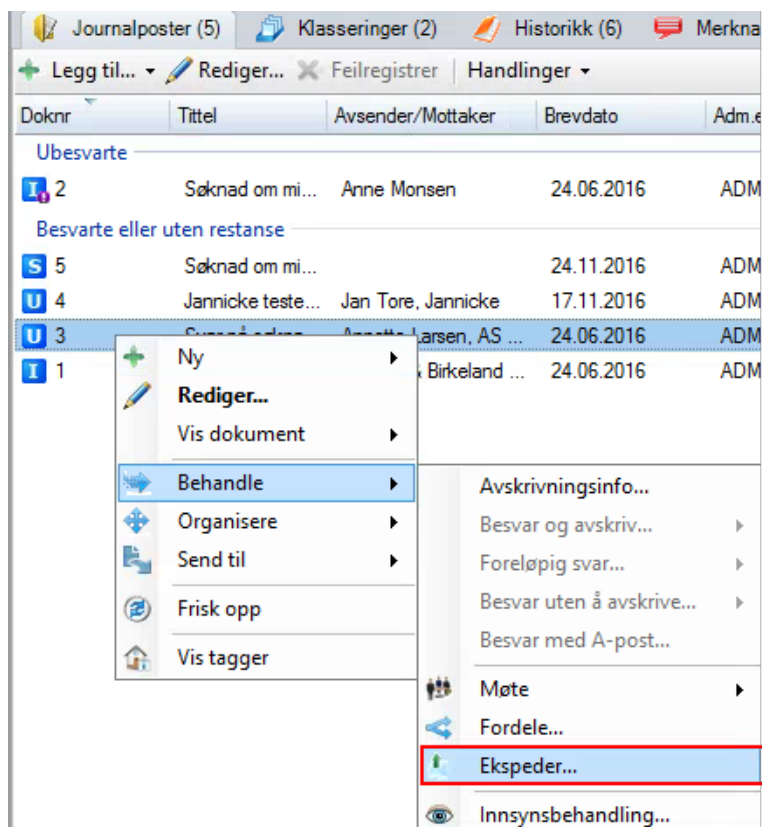 Journalposter (5) Klasseringer (2) Historikk (6) Merkna
Legg til... Rediger... Feilregistrer Handlinger
Doknr Tittel Avsender/Mottaker Brevdato Adm.e
Ubesvarte
I 2 Søknad om mi... Anne Monsen 24.06.2016 ADM
Besvarte eller uten restanse
S 5 Søknad om mi... 24.11.2016 ADM
U 4 Jannicke teste... Jan Tore, Jannicke 17.11.2016 ADM
U 3 Larsen, AS ... 24.06.2016 ADM
I 1 Birkeland ... 24.06.2016 ADM
Ny
Rediger...
Vis dokument
Behandle
Organisere
Send til
Frisk opp
Vis tagger
Avskrivningsinfo...
Besvar og avskriv...
Foreløpig svar...
Besvar uten å avskrive...
Besvar med A-post...
Møte
Fordele...
Ekspeder...
Innsynsbehandling...